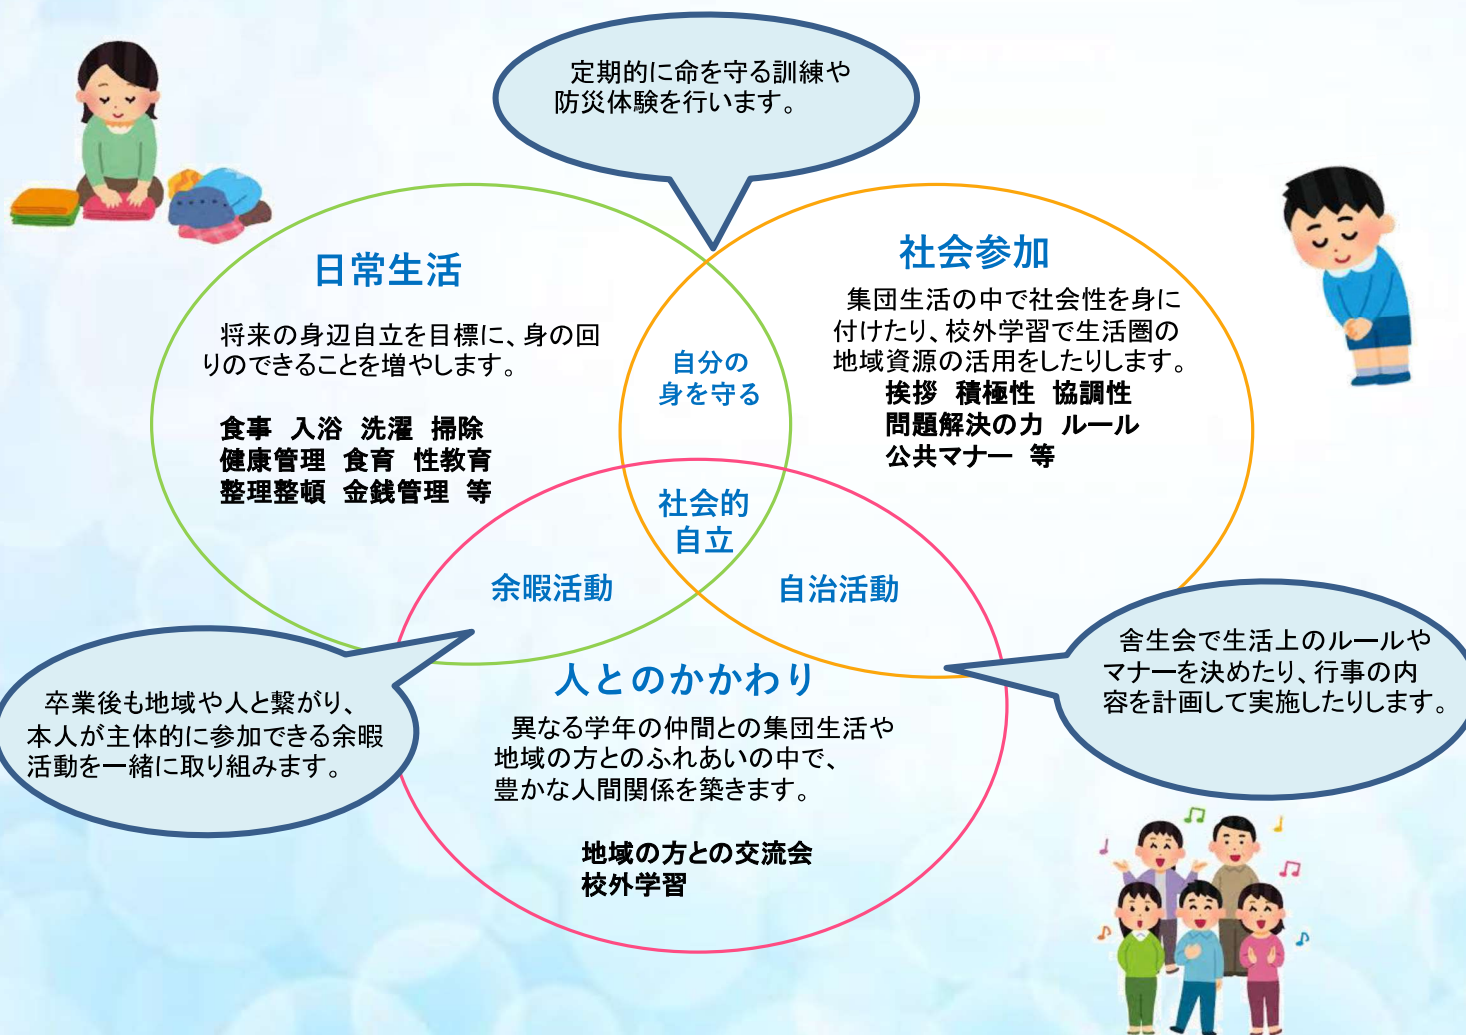 定期的に命を守る訓練や
防災体験を行います。
日常生活
将来の身辺自立を目標に、身の回
りのできることを増やします。
食事 入浴 洗濯 掃除
健康管理 食育 性教育
整理整頓 金銭管理 等
社会参加
集団生活の中で社会性を身に
付けたり、校外学習で生活圏の
地域資源の活用をしたりします。
挨拶 積極性 協調性
問題解決の力 ルール
公共マナー 等
自分の
身を守る
社会的
自立
余暇活動
自治活動
卒業後も地域や人と繋がり、
本人が主体的に参加できる余暇
活動を一緒に取り組みます。
舎生会で生活上のルールや
マナーを決めたり、行事の内
容を計画して実施したりします。
人とのかかわり
異なる学年の仲間との集団生活や
地域の方とのふれあいの中で、
豊かな人間関係を築きます。
地域の方との交流会
校外学習